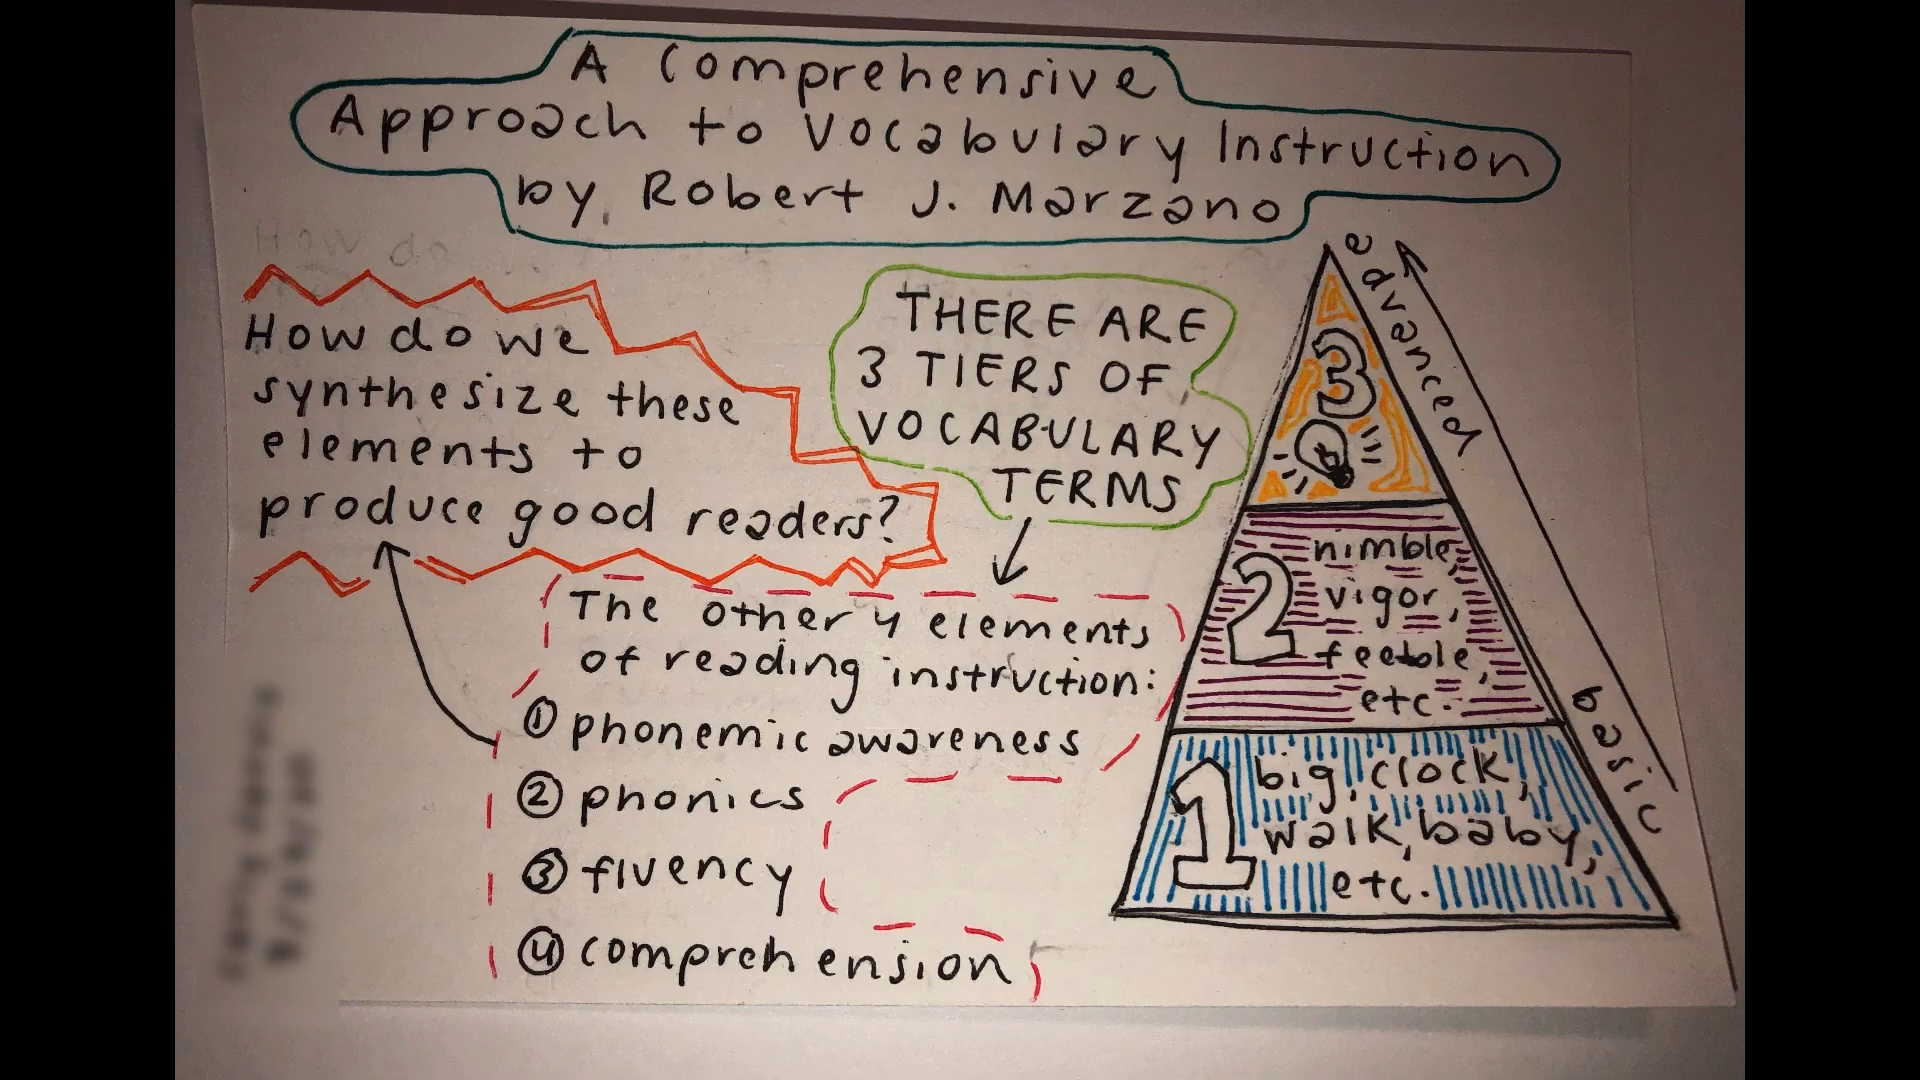 A Comprehensive
Approach to Vocabulary Instruction
by Robert J. Marzano
How do
How do we
synthesize these
elements to
produce good readers?
THERE ARE
3 TIERS OF
VOCABULARY
TERMS
The other 4 elements
of reading instruction:
① phonemic awareness
② phonics
③ fluency
④ comprehension
advanced
basic
3
2
nimble,
vigor,
feeble,
etc.
1
big, clock,
walk, baby,
etc.